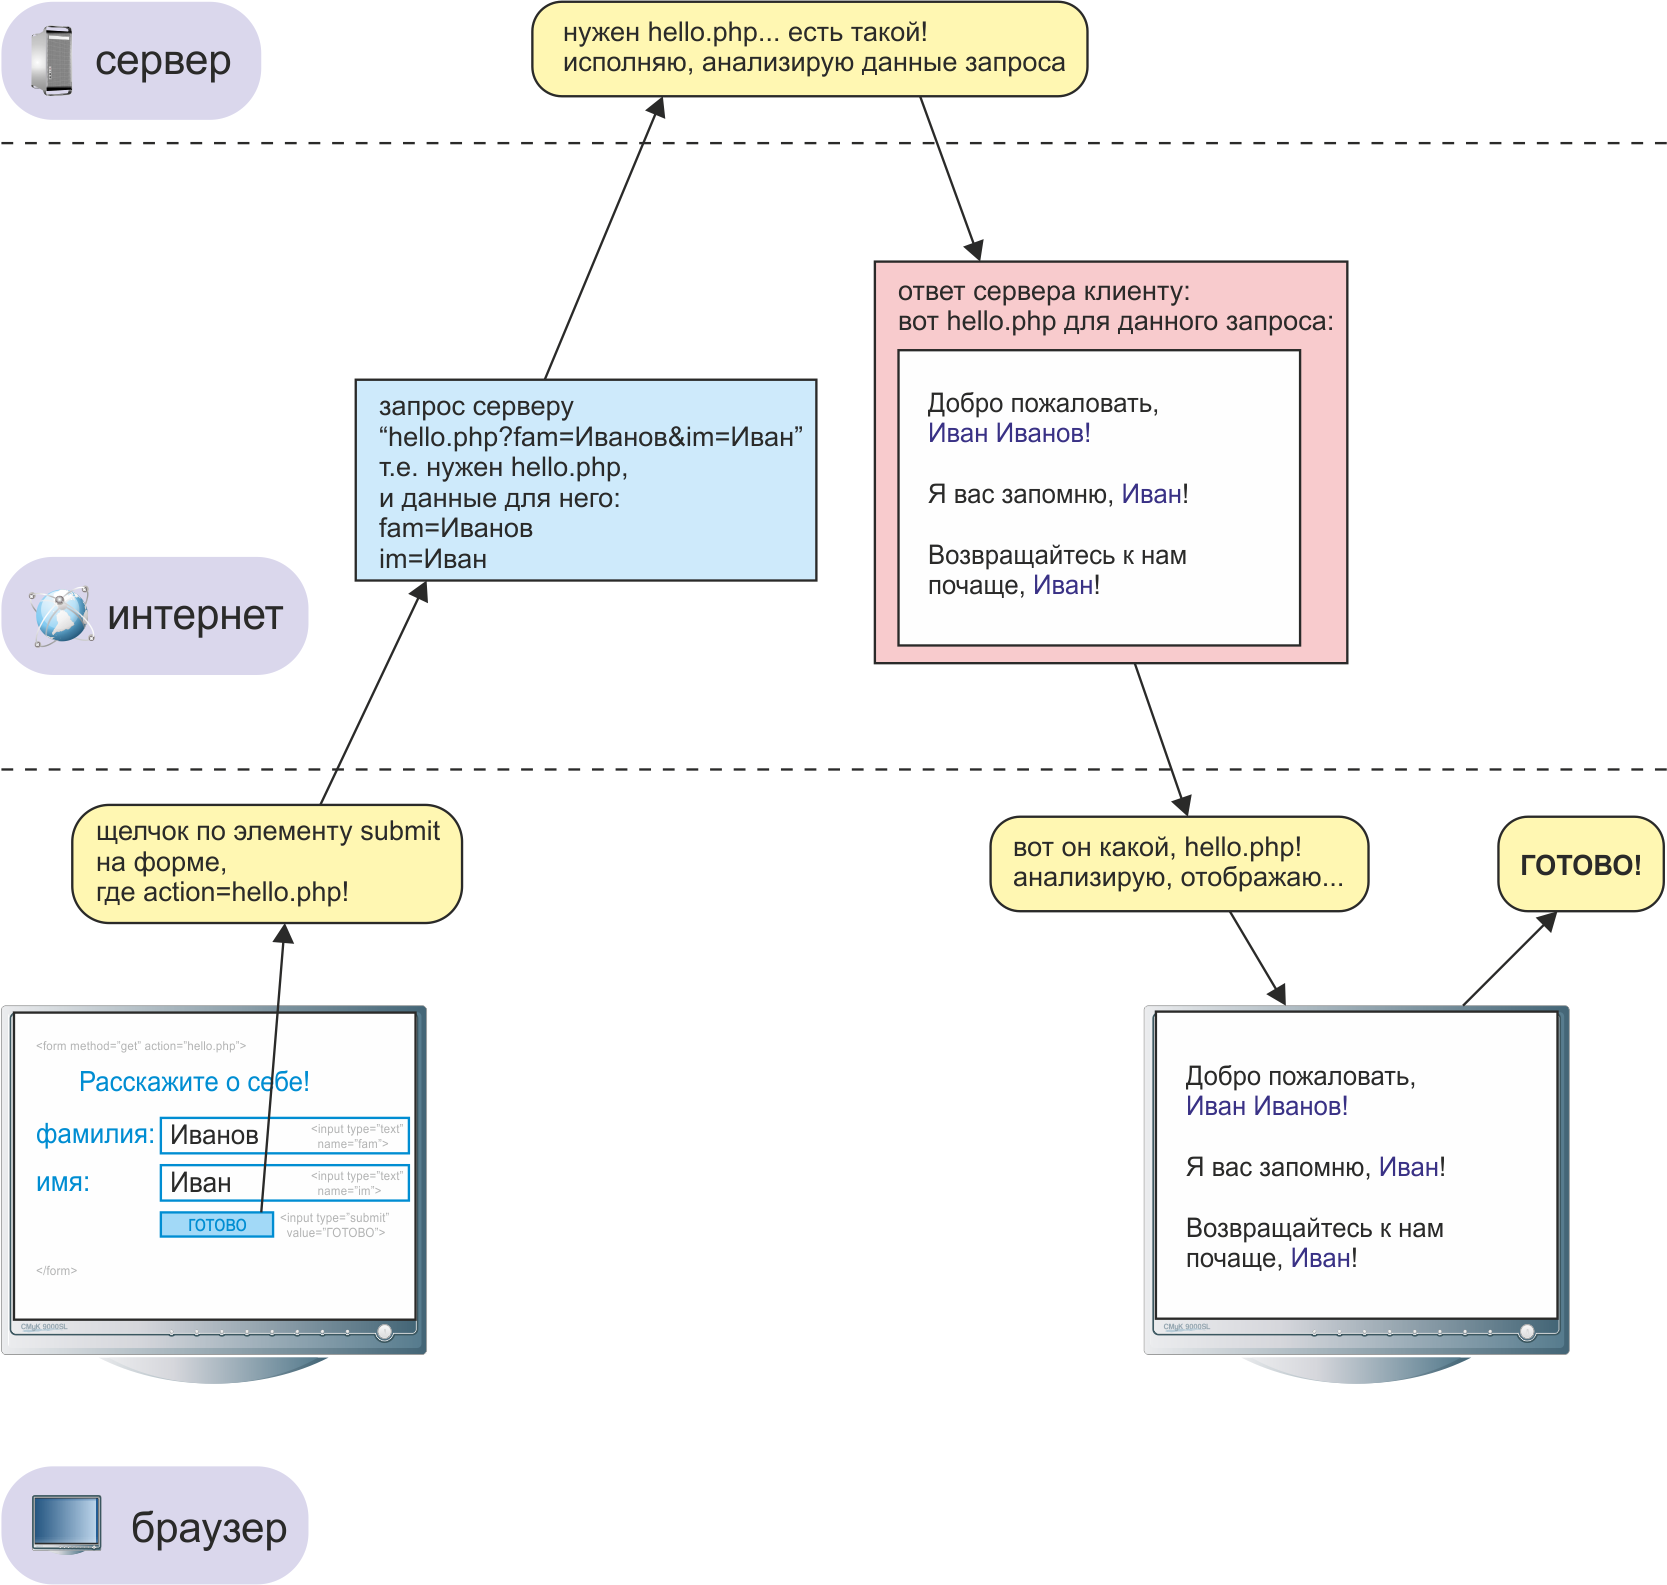 сервер
нужен hello.php... есть такой!
исполняю, анализирую данные запроса
ответ сервера клиенту:
вот hello.php для данного запроса:
Добро пожаловать,
Иван Иванов!
Я вас запомню, Иван!
Возвращайтесь к нам
почаще, Иван!
запрос серверу
“hello.php?fam=Иванов&im=Иван”
т.е. нужен hello.php,
и данные для него:
fam=Иванов
im=Иван
интернет
щелчок по элементу submit
на форме,
где action=hello.php!
вот он какой, hello.php!
анализирую, отображаю...
ГОТОВО!
<form method="get" action="hello.php">
Расскажите о себе!
фамилия: Иванов
<input type="text"
name="fam">
имя: Иван
<input type="text"
name="im">
ГОТОВО
<input type="submit"
value="ГОТОВО">
</form>
CMyK 9000SL
Добро пожаловать,
Иван Иванов!
Я вас запомню, Иван!
Возвращайтесь к нам
почаще, Иван!
CMyK 9000SL
браузер